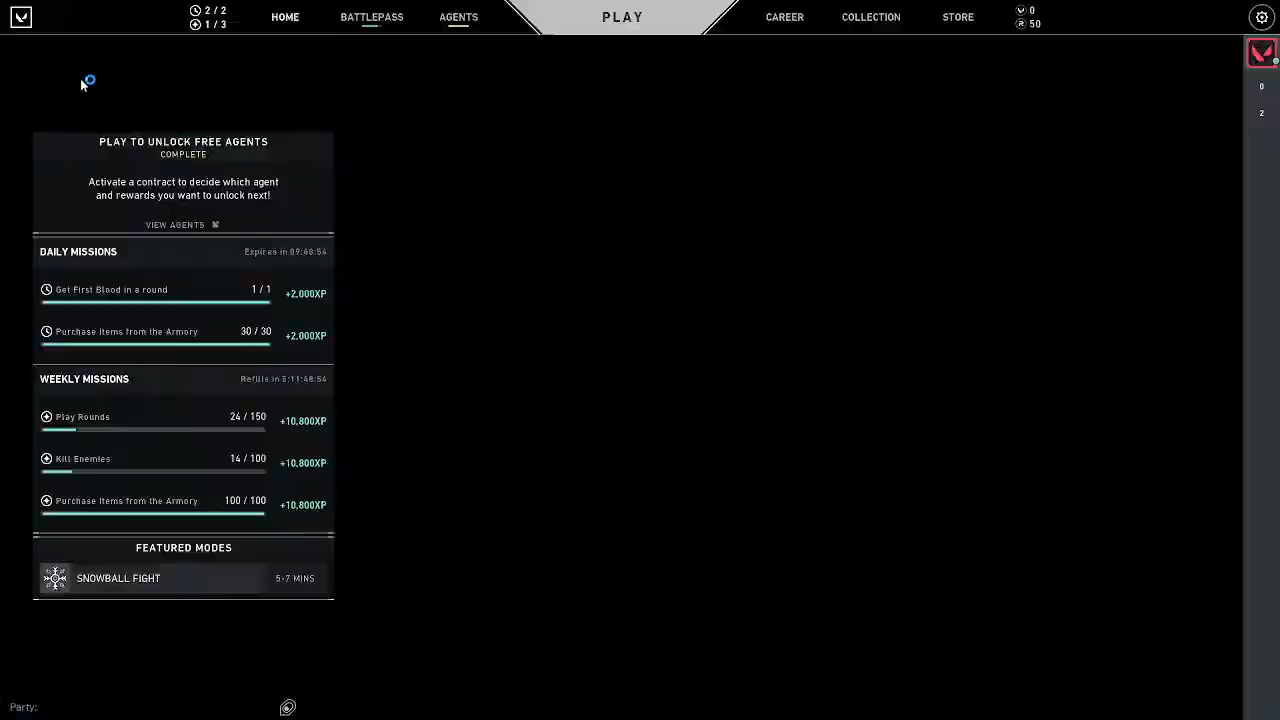 2 / 2
1 / 3
HOME
BATTLEPASS
AGENTS
PLAY
CAREER
COLLECTION
STORE
0
R 50
0
2
PLAY TO UNLOCK FREE AGENTS
COMPLETE
Activate a contract to decide which agent
and rewards you want to unlock next!
VIEW AGENTS
DAILY MISSIONS
Expires in 09:48:54
Get First Blood in a round
1 / 1
+2,000XP
Purchase Items from the Armory
30 / 30
+2,000XP
WEEKLY MISSIONS
Refills in 5:11:48:54
Play Rounds
24 / 150
+10,800XP
Kill Enemies
14 / 100
+10,800XP
Purchase Items from the Armory
100 / 100
+10,800XP
FEATURED MODES
SNOWBALL FIGHT
5-7 MINS
Party: